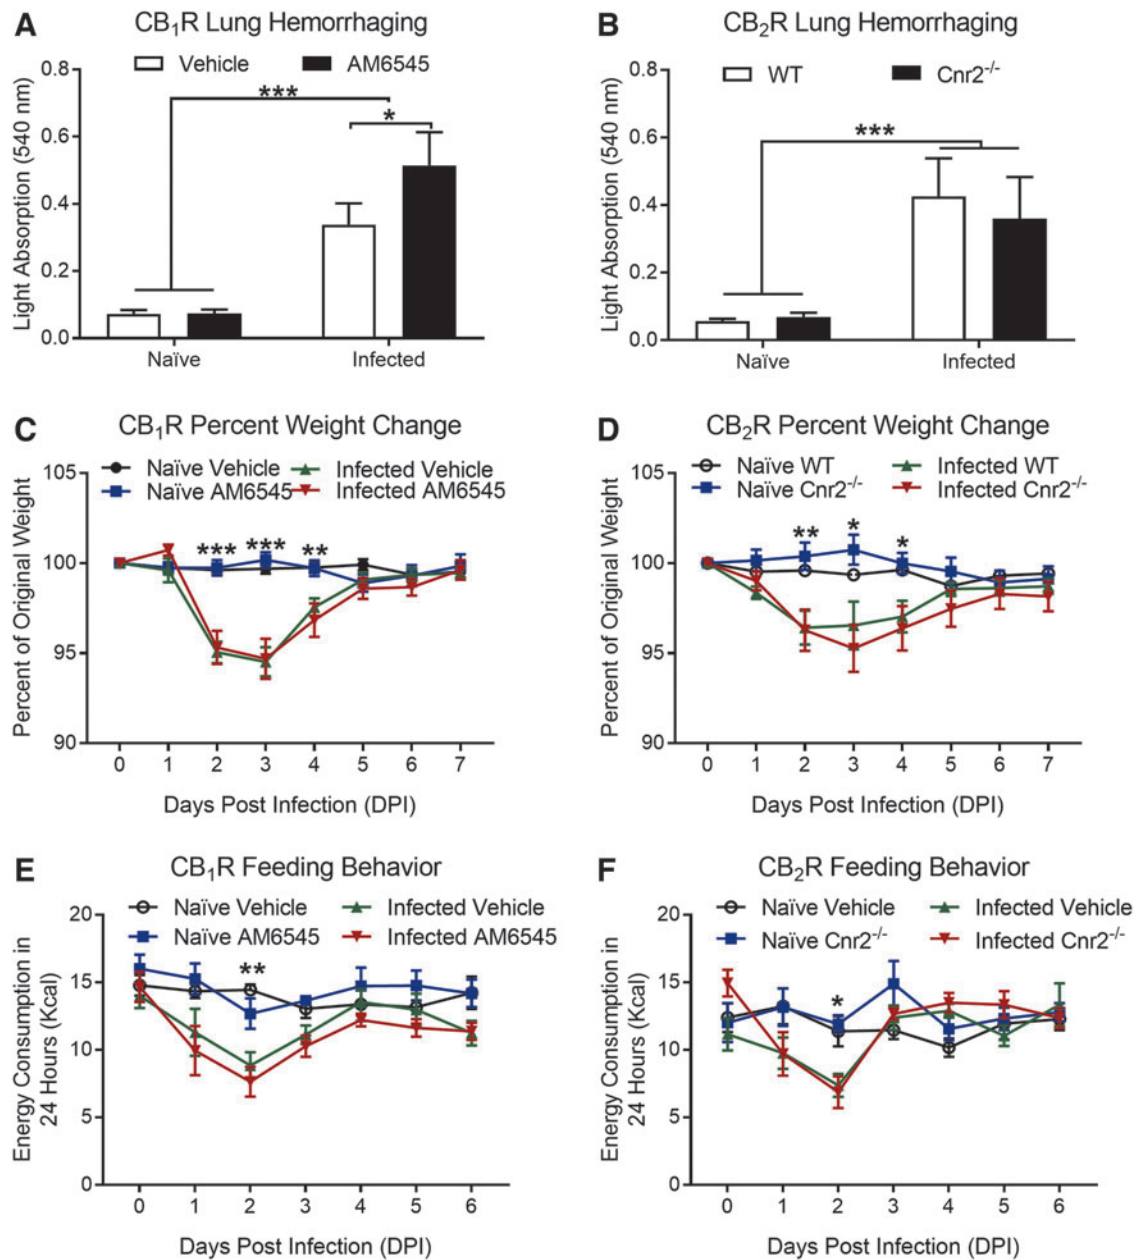 A
CB₁R Lung Hemorrhaging
Vehicle
AM6545
Light Absorption (540 nm)
0.8
0.6
0.4
0.2
0.0
***
*
Naïve
Infected
B
CB₂R Lung Hemorrhaging
WT
Cnr2⁻/⁻
Light Absorption (540 nm)
0.8
0.6
0.4
0.2
0.0
***
Naïve
Infected
C
CB₁R Percent Weight Change
Naïve Vehicle
Infected Vehicle
Naïve AM6545
Infected AM6545
Percent of Original Weight
105
100
95
90
*** *** **
0 1 2 3 4 5 6 7
Days Post Infection (DPI)
D
CB₂R Percent Weight Change
Naïve WT
Infected WT
Naïve Cnr2⁻/⁻
Infected Cnr2⁻/⁻
Percent of Original Weight
105
100
95
90
** * *
0 1 2 3 4 5 6 7
Days Post Infection (DPI)
E
CB₁R Feeding Behavior
Naïve Vehicle
Infected Vehicle
Naïve AM6545
Infected AM6545
Energy Consumption in
24 Hours (Kcal)
20
15
10
5
0
**
0 1 2 3 4 5 6
Days Post Infection (DPI)
F
CB₂R Feeding Behavior
Naïve Vehicle
Infected Vehicle
Naïve Cnr2⁻/⁻
Infected Cnr2⁻/⁻
Energy Consumption in
24 Hours (Kcal)
20
15
10
5
0
*
0 1 2 3 4 5 6
Days Post Infection (DPI)